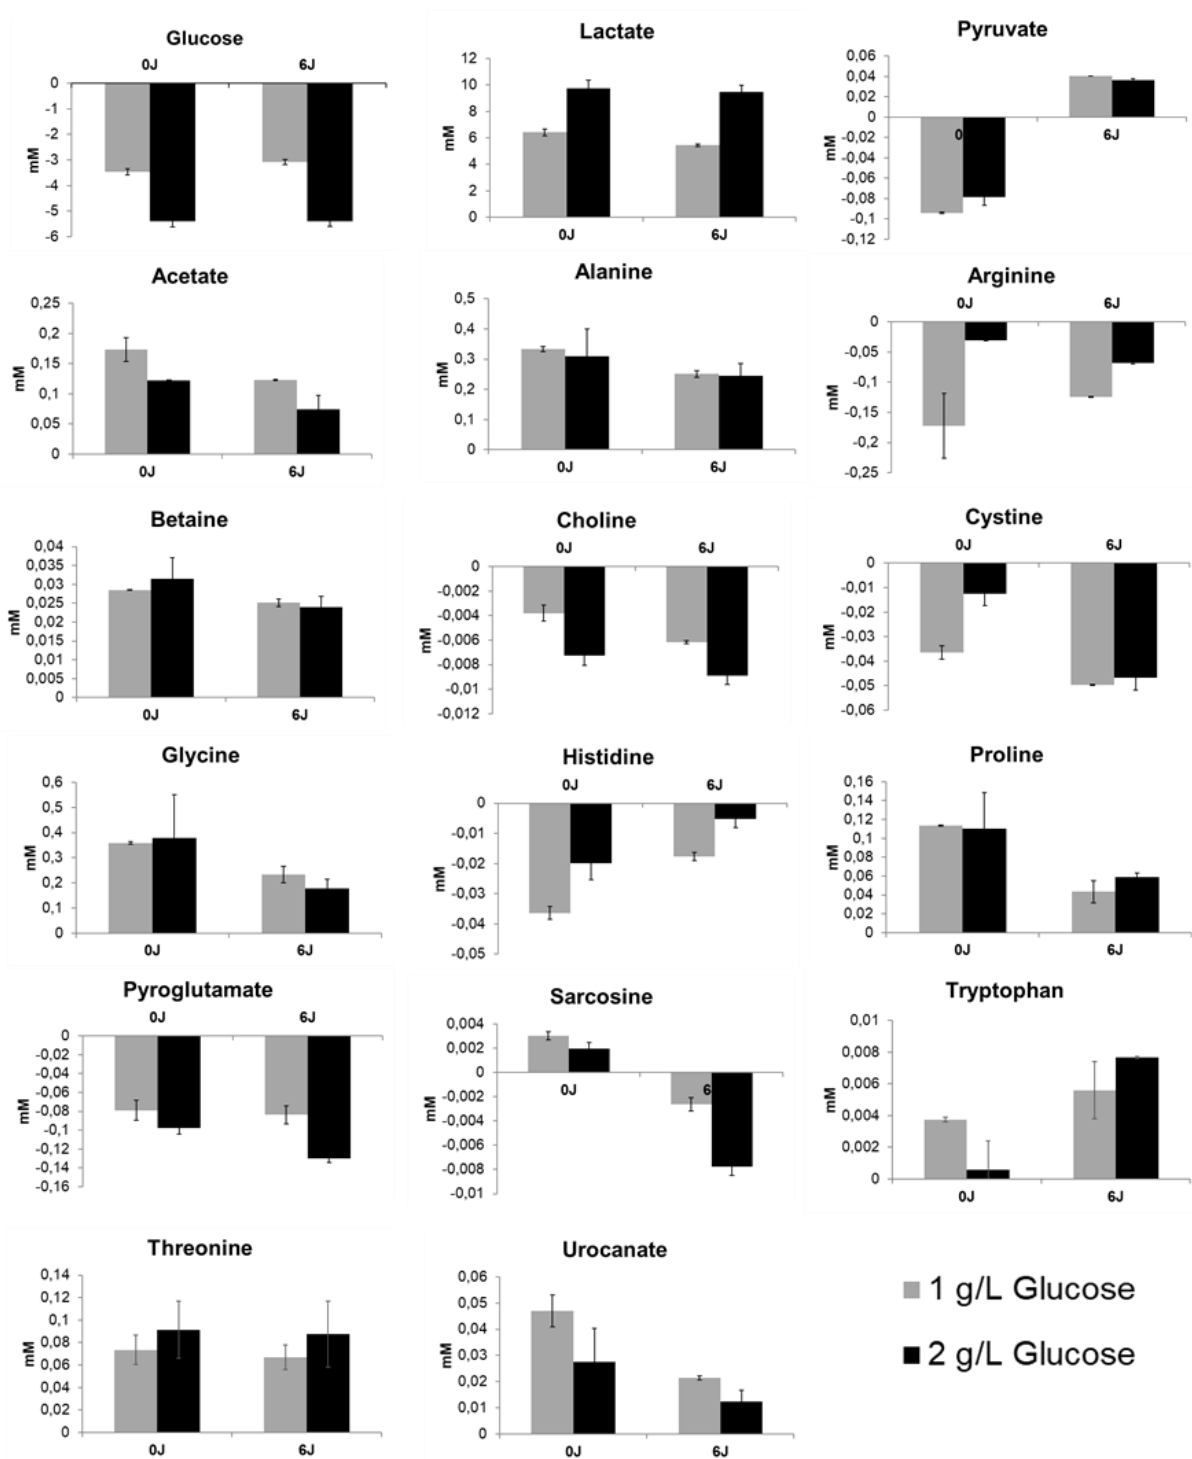 Glucose
0J 6J
0
-1
-2
-3
-4
-5
-6
mM
Lactate
12
10
8
6
4
2
0
mM
0J 6J
Pyruvate
0,06
0,04
0,02
0
-0,02
-0,04
-0,06
-0,08
-0,1
-0,12
mM
0 6J
Acetate
0,25
0,2
0,15
0,1
0,05
0
mM
0J 6J
Alanine
0,5
0,4
0,3
0,2
0,1
0
mM
0J 6J
Arginine
0J 6J
0
-0,05
-0,1
-0,15
-0,2
-0,25
mM
Betaine
0,04
0,035
0,03
0,025
0,02
0,015
0,01
0,005
0
mM
0J 6J
Choline
0J 6J
0
-0,002
-0,004
-0,006
-0,008
-0,01
-0,012
mM
Cystine
0J 6J
0
-0,01
-0,02
-0,03
-0,04
-0,05
-0,06
mM
Glycine
0,6
0,5
0,4
0,3
0,2
0,1
0
mM
0J 6J
Histidine
0J 6J
0
-0,01
-0,02
-0,03
-0,04
-0,05
mM
Proline
0,16
0,14
0,12
0,1
0,08
0,06
0,04
0,02
0
mM
0J 6J
Pyroglutamate
0J 6J
0
-0,02
-0,04
-0,06
-0,08
-0,1
-0,12
-0,14
-0,16
mM
Sarcosine
0,004
0,002
0
-0,002
-0,004
-0,006
-0,008
-0,01
mM
0J 6
Tryptophan
0,01
0,008
0,006
0,004
0,002
0
mM
0J 6J
Threonine
0,14
0,12
0,1
0,08
0,06
0,04
0,02
0
mM
0J 6J
Urocanate
0,06
0,05
0,04
0,03
0,02
0,01
0
mM
0J 6J
1 g/L Glucose
2 g/L Glucose